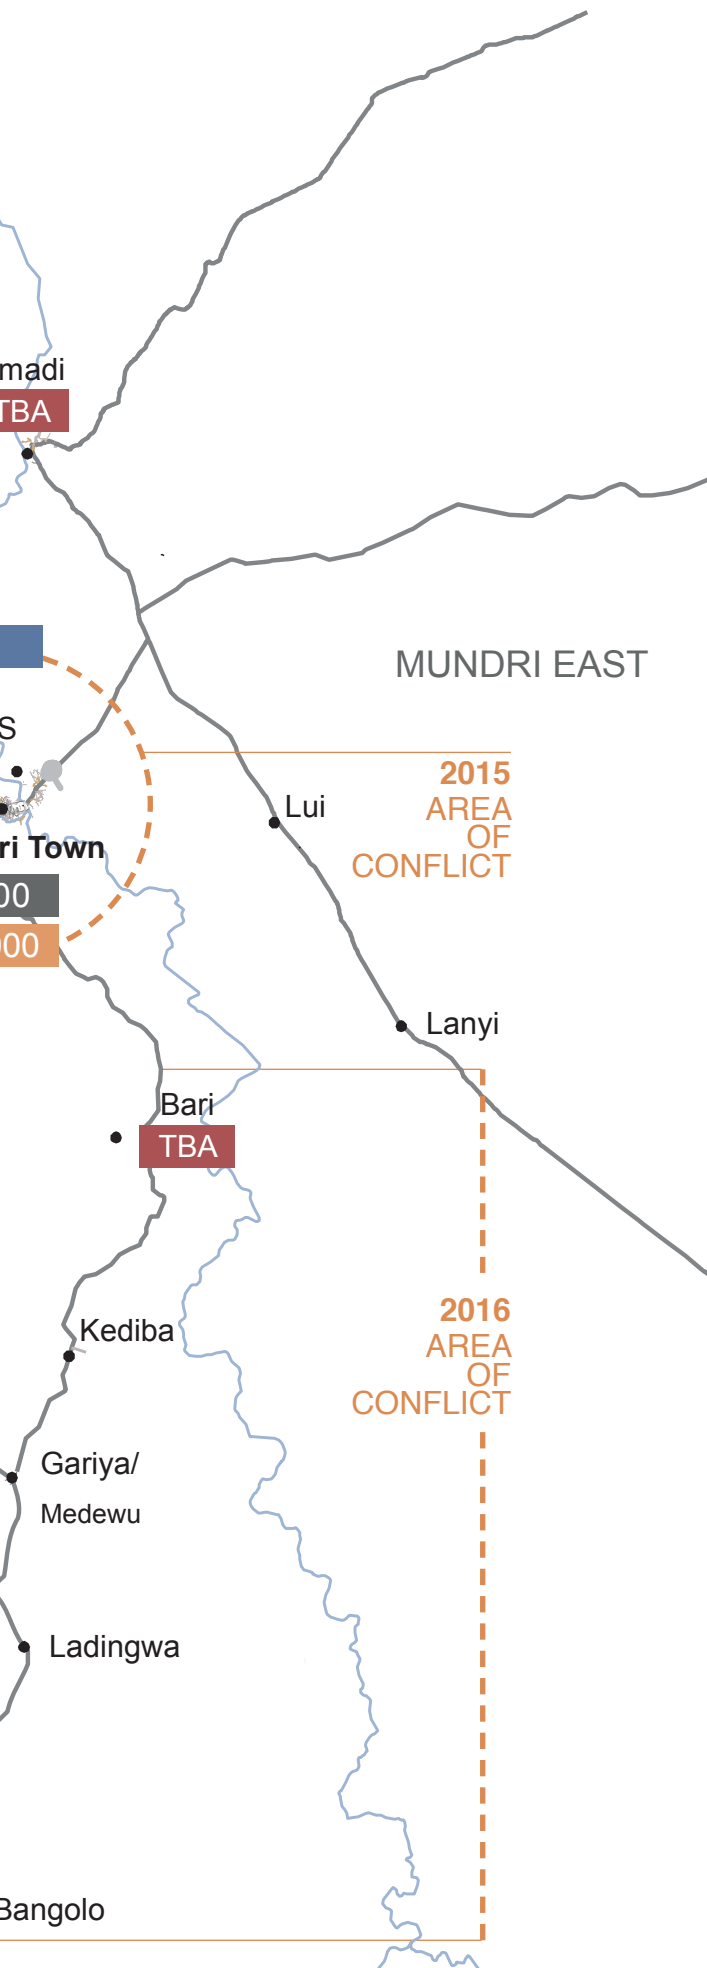 madi
TBA
MUNDRI EAST
S
2015
AREA
OF
CONFLICT
Lui
ri Town
00
000
Lanyi
Bari
TBA
2016
AREA
OF
CONFLICT
Kediba
Gariya/
Medewu
Ladingwa
Bangolo